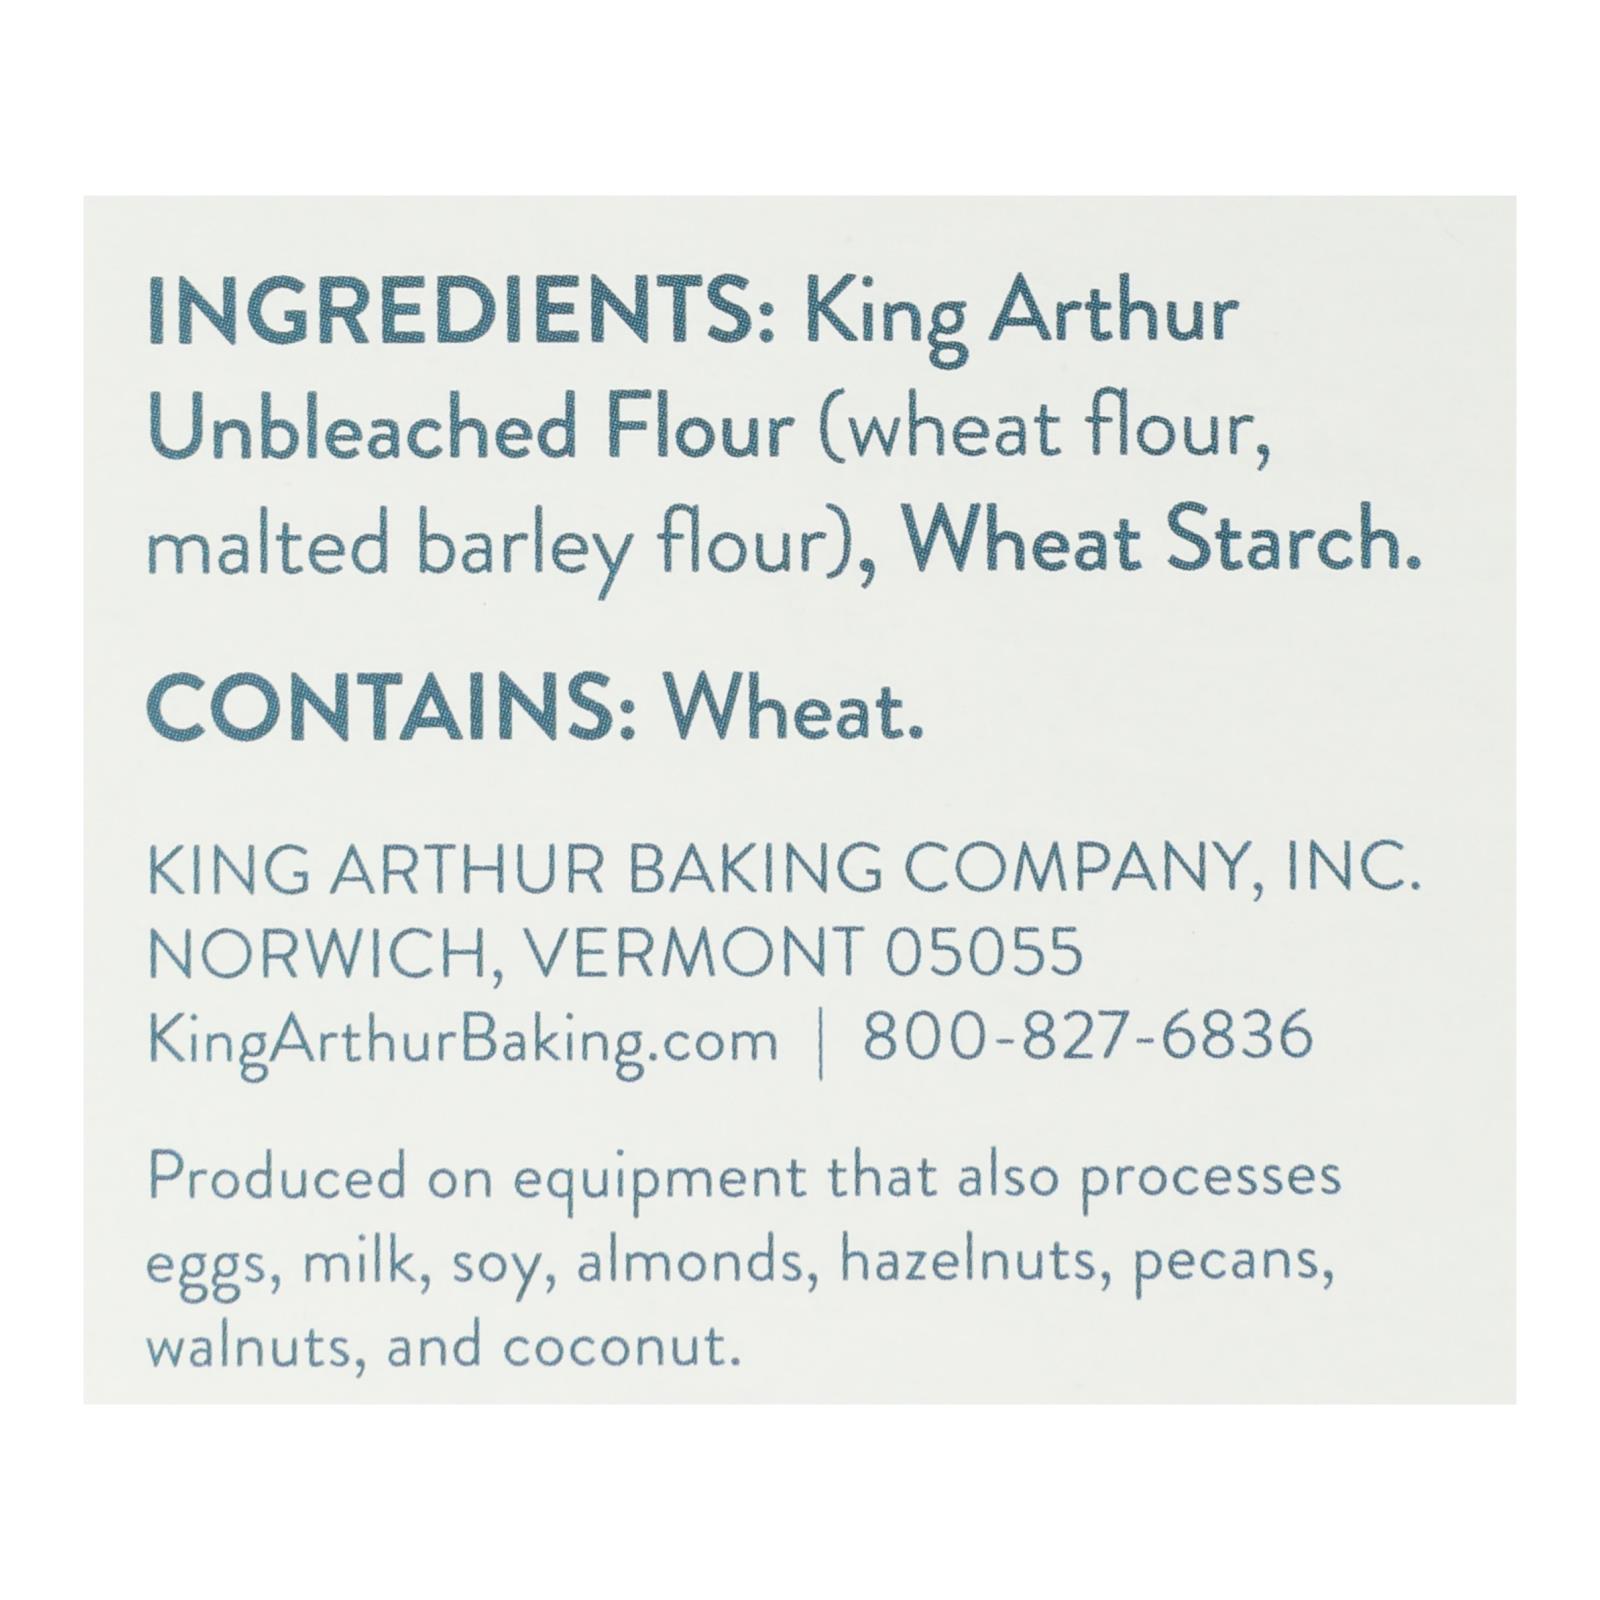 INGREDIENTS: King Arthur
Unbleached Flour (wheat flour,
malted barley flour), Wheat Starch.
CONTAINS: Wheat.
KING ARTHUR BAKING COMPANY, INC.
NORWICH, VERMONT 05055
KingArthurBaking.com | 800-827-6836
Produced on equipment that also processes
eggs, milk, soy, almonds, hazelnuts, pecans,
walnuts, and coconut.